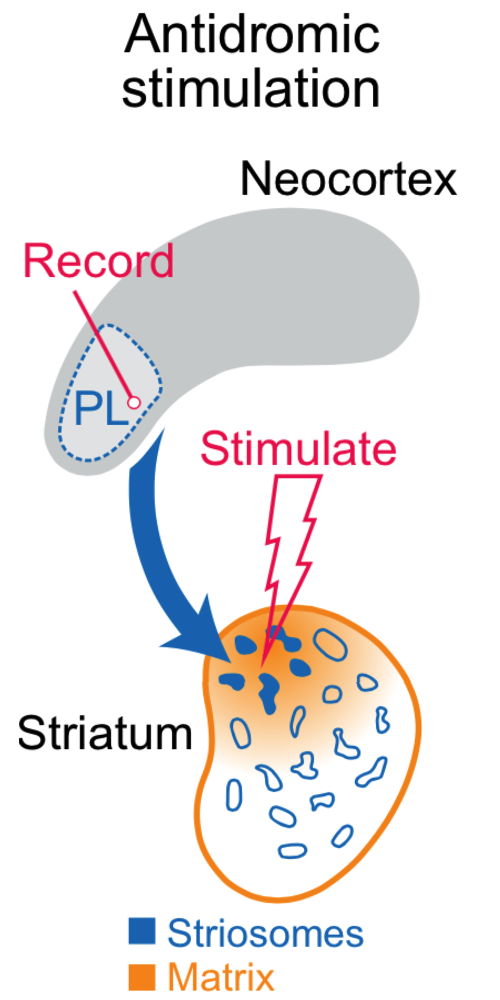 Antidromic
stimulation
Neocortex
Record
PL
Stimulate
Striatum
Striosomes
Matrix